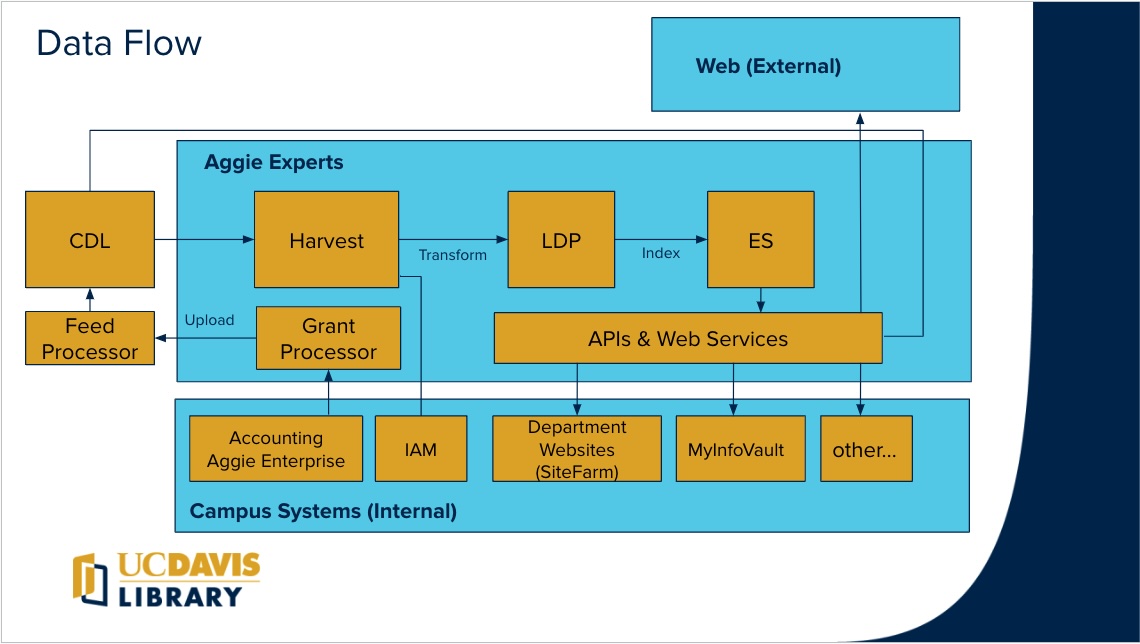 Data Flow
Web (External)
Aggie Experts
CDL
Harvest
Transform
LDP
Index
ES
Feed
Processor
Upload
Grant
Processor
APIs & Web Services
Accounting
Aggie Enterprise
IAM
Department
Websites
(SiteFarm)
MyInfoVault
other...
Campus Systems (Internal)
UCDAVIS
LIBRARY